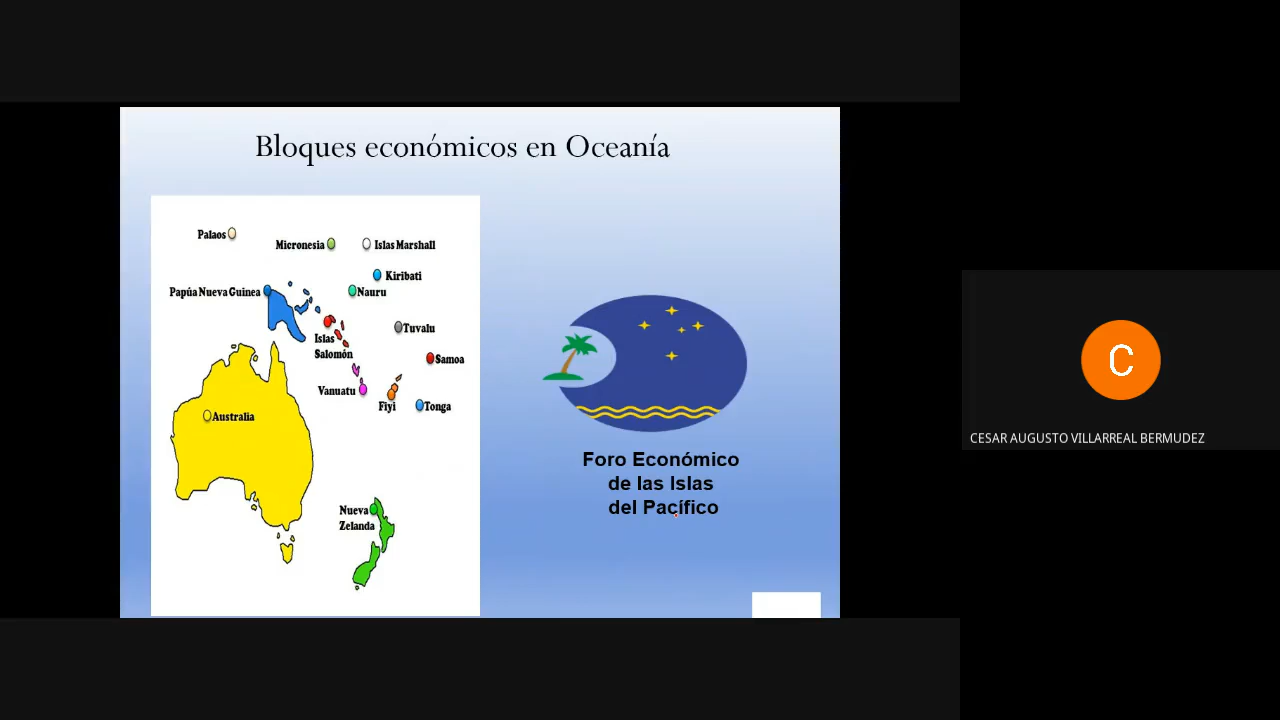 Bloques económicos en Oceanía
Palaos
Micronesia
Islas Marshall
Kiribati
Papúa Nueva Guinea
Nauru
Islas
Salomón
Tuvalu
Samoa
Vanuatu
Fiyi
Tonga
Australia
Nueva
Zelanda
Foro Económico
de las Islas
del Pacífico
C
CESAR AUGUSTO VILLARREAL BERMUDEZ